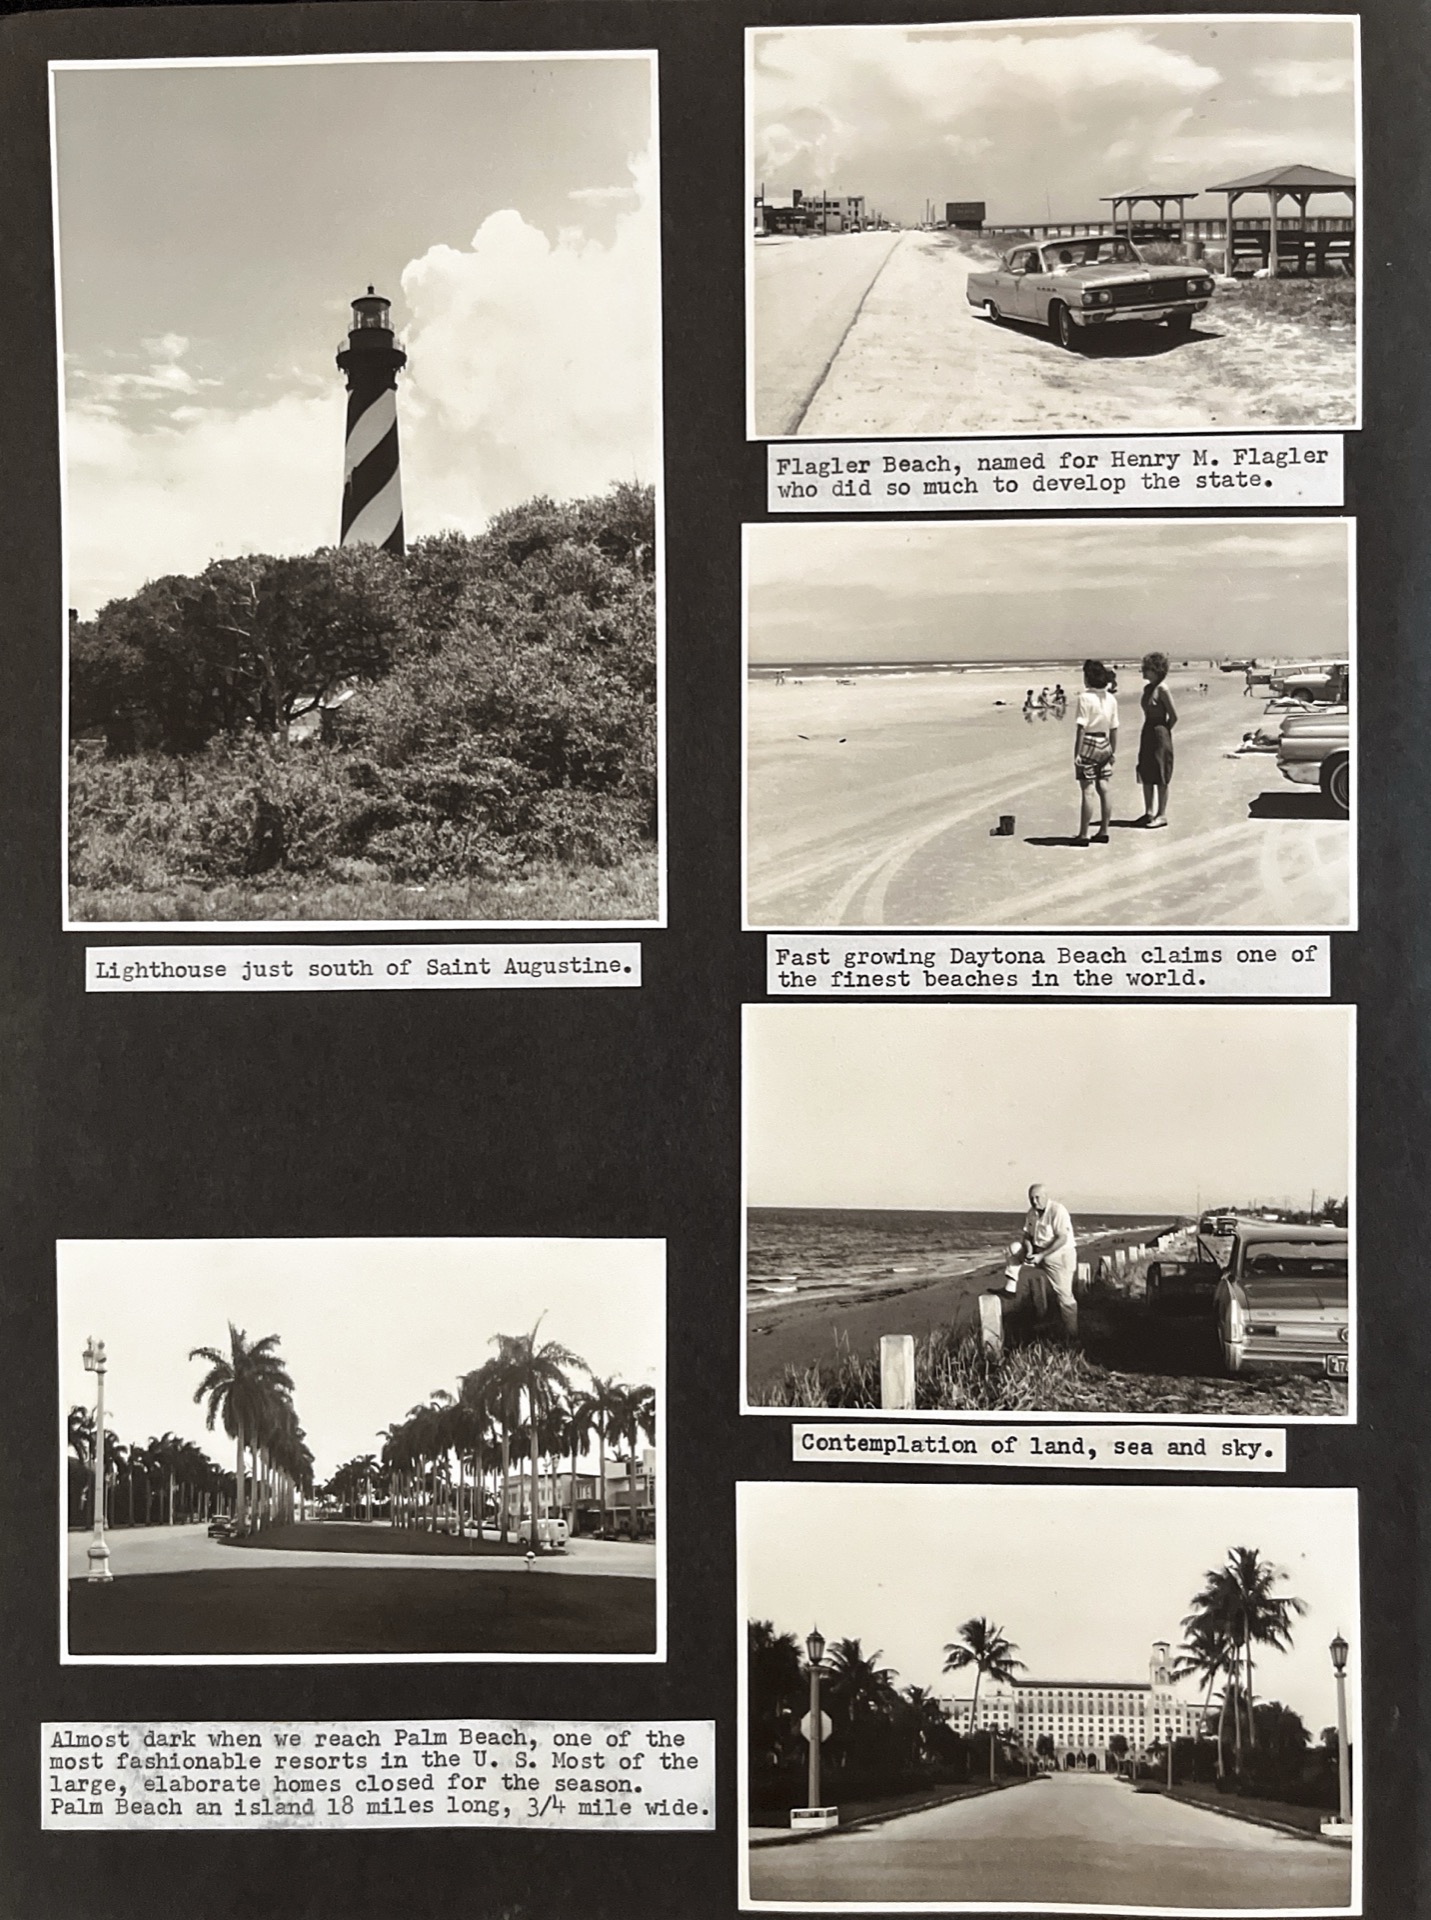 Lighthouse just south of Saint Augustine.
Almost dark when we reach Palm Beach, one of the
most fashionable resorts in the U. S. Most of the
large, elaborate homes closed for the season.
Palm Beach an island 18 miles long, 3/4 mile wide.
Flagler Beach, named for Henry M. Flagler
who did so much to develop the state.
Fast growing Daytona Beach claims one of
the finest beaches in the world.
Contemplation of land, sea and sky.